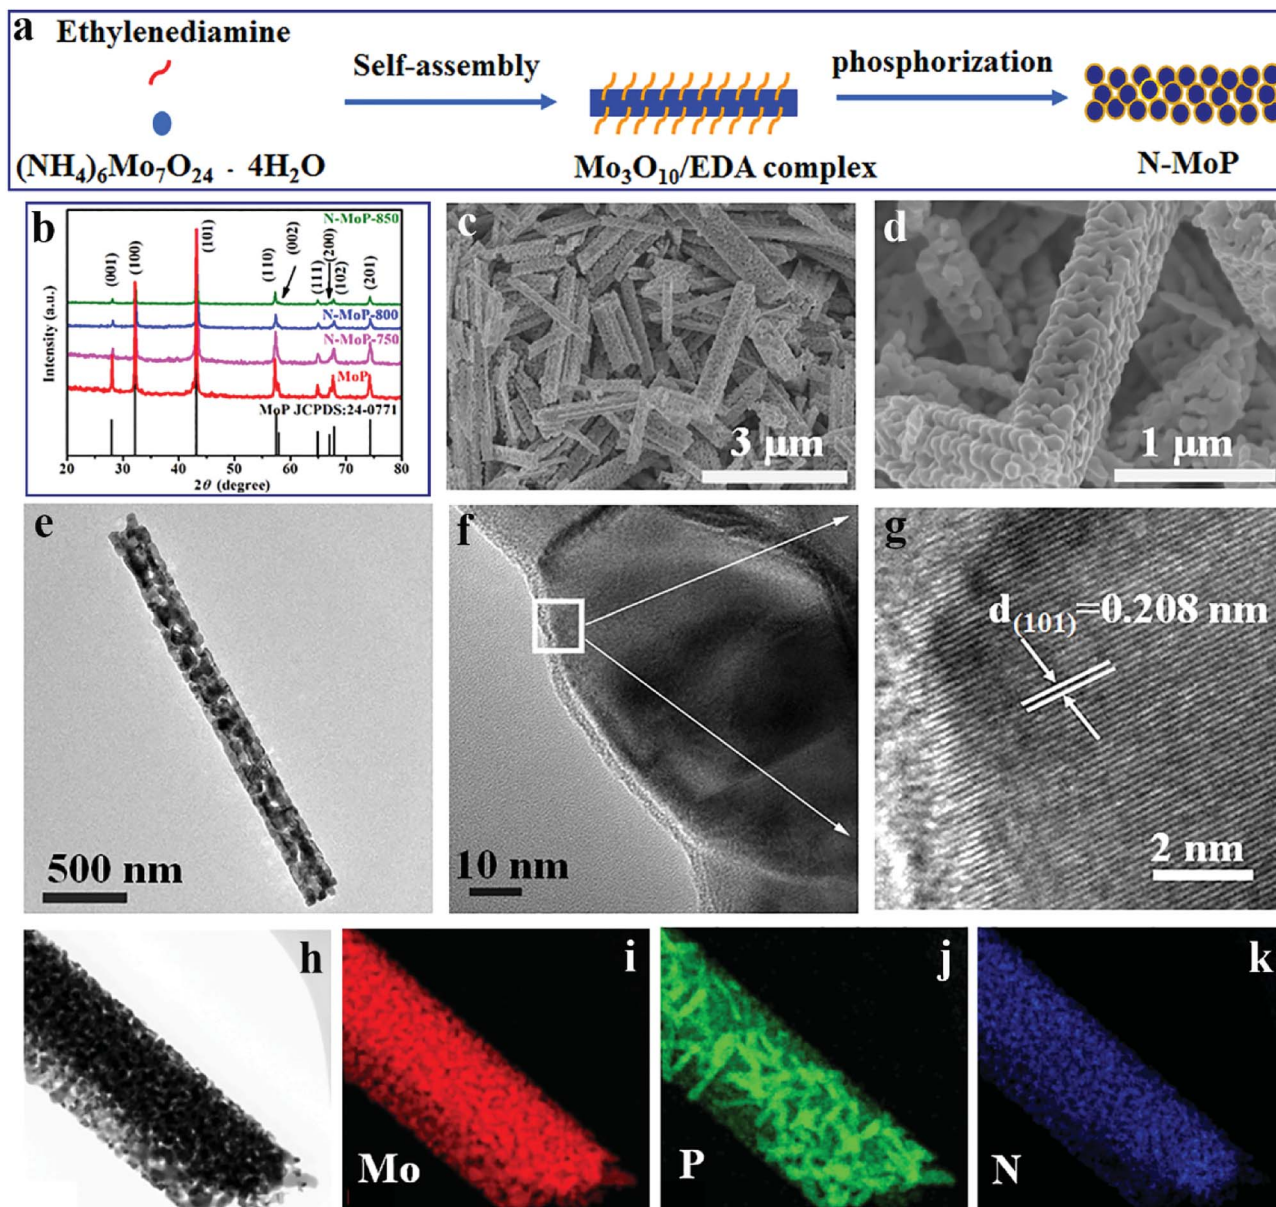 a
Ethylenediamine
Self-assembly
phosphorization
(NH₄)₆Mo₇O₂₄ · 4H₂O
Mo₃O₁₀/EDA complex
N-MoP
b
N-MoP-850
(001)
(100)
(101)
(110)
(002)
(111)
(200)
(102)
(201)
N-MoP-800
N-MoP-750
MoP
MoP JCPDS:24-0771
Intensity (a.u.)
20 30 40 50 60 70 80
2θ (degree)
c
3 μm
d
1 μm
e
500 nm
f
10 nm
g
d(101)=0.208 nm
2 nm
h
i
Mo
j
P
k
N